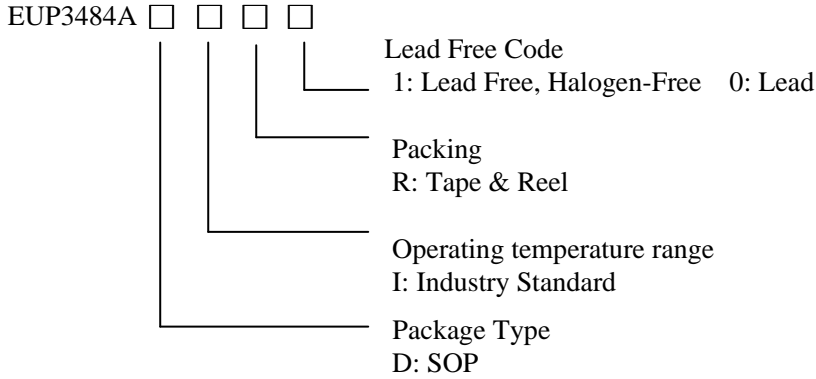 EUP3484A □ □ □ □
Lead Free Code
1: Lead Free, Halogen-Free 0: Lead
Packing
R: Tape & Reel
Operating temperature range
I: Industry Standard
Package Type
D: SOP